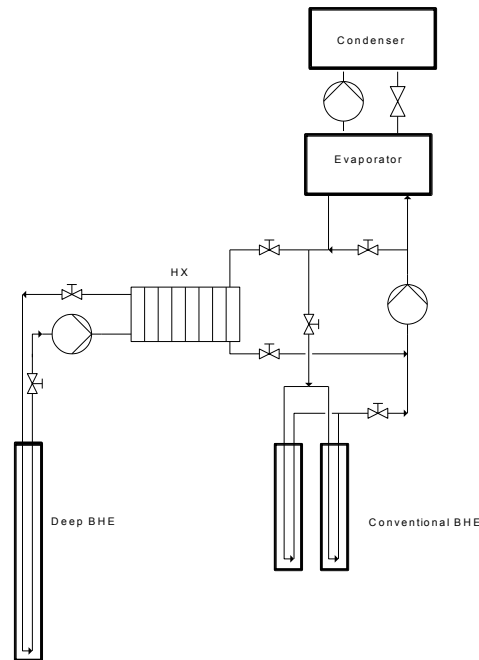 Condenser
Evaporator
HX
Deep BHE
Conventional BHE